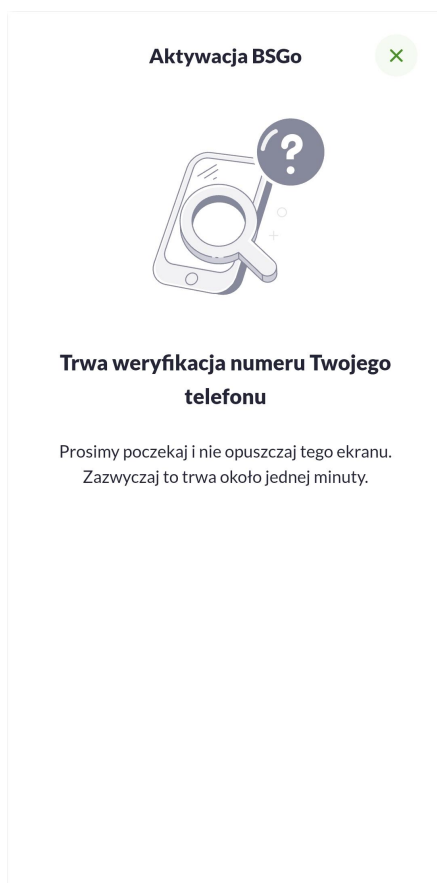 Aktywacja BSGo
?
Trwa weryfikacja numeru Twojego
telefonu
Prosimy poczekaj i nie opuszczaj tego ekranu.
Zazwyczaj to trwa około jednej minuty.